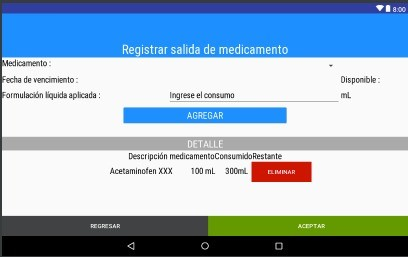 8:00
Registrar salida de medicamento
Medicamento :
Fecha de vencimiento : Disponible :
Formulación líquida aplicada : Ingrese el consumo mL
AGREGAR
DETALLE
Descripción medicamentoConsumidoRestante
Acetaminofen XXX 100 mL 300mL ELIMINAR
REGRESAR ACEPTAR